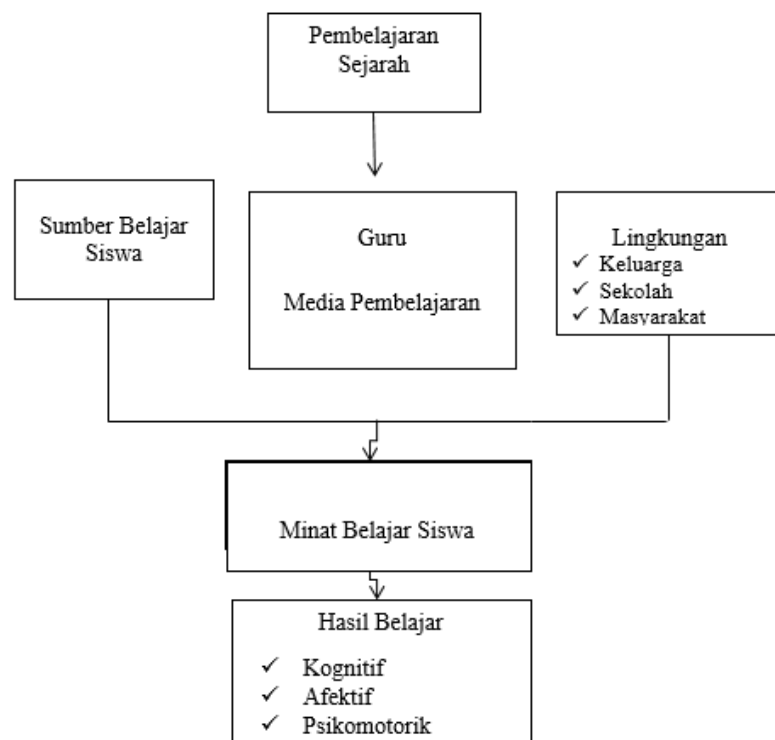 Pembelajaran
Sejarah
Sumber Belajar
Siswa
Guru
Media Pembelajaran
Lingkungan
✓ Keluarga
✓ Sekolah
✓ Masyarakat
Minat Belajar Siswa
Hasil Belajar
✓ Kognitif
✓ Afektif
✓ Psikomotorik